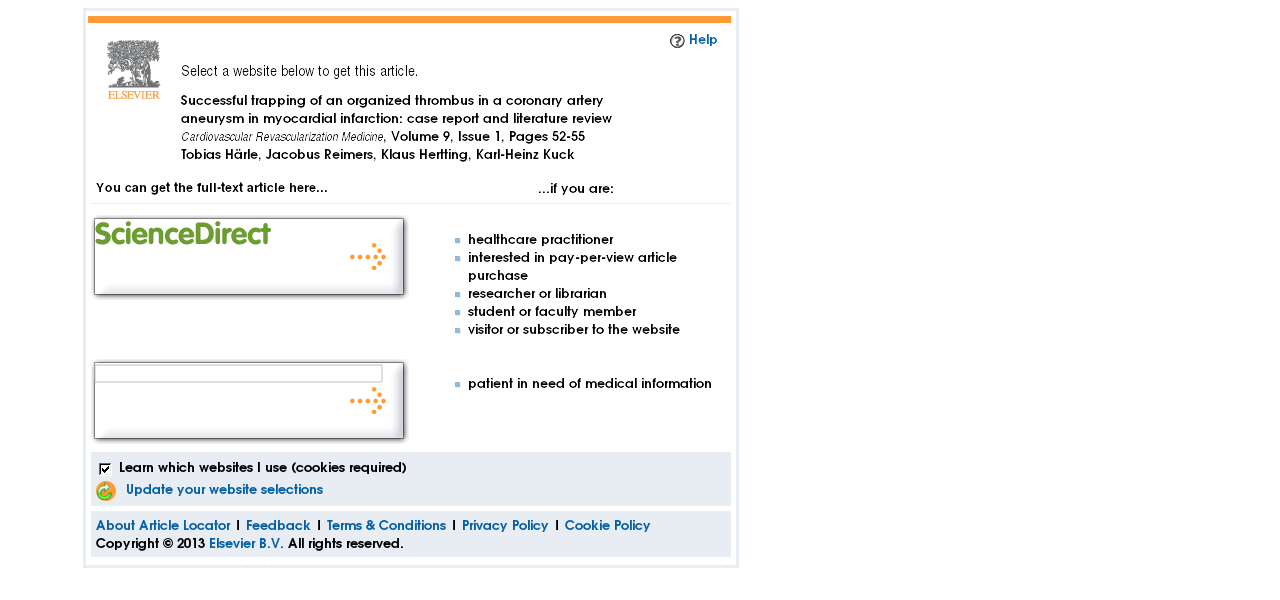 Help
ELSEVIER
Select a website below to get this article.
Successful trapping of an organized thrombus in a coronary artery
aneurysm in myocardial infarction: case report and literature review
Cardiovascular Revascularization Medicine, Volume 9, Issue 1, Pages 52-55
Tobias Härle, Jacobus Reimers, Klaus Hertting, Karl-Heinz Kuck
You can get the full-text article here... ...if you are:
ScienceDirect
healthcare practitioner
interested in pay-per-view article
purchase
researcher or librarian
student or faculty member
visitor or subscriber to the website
patient in need of medical information
Learn which websites I use (cookies required)
Update your website selections
About Article Locator | Feedback | Terms & Conditions | Privacy Policy | Cookie Policy
Copyright © 2013 Elsevier B.V. All rights reserved.